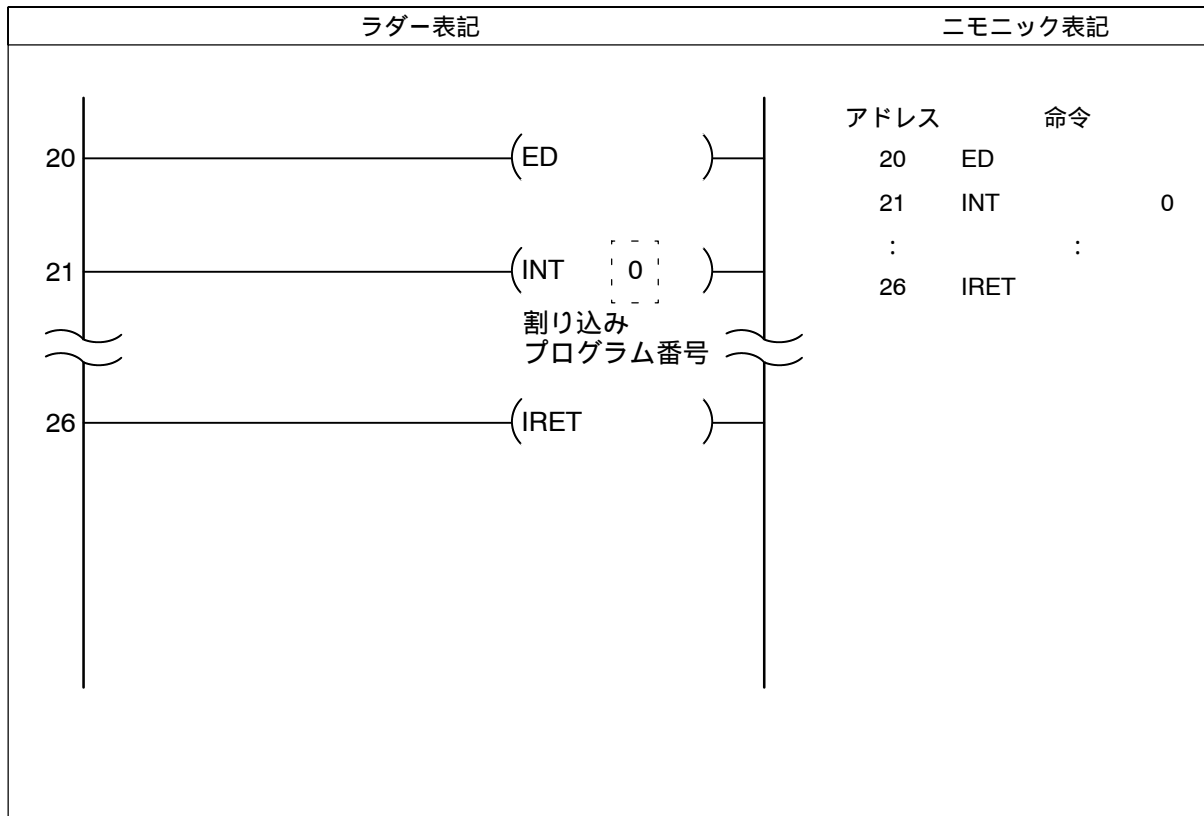 ラダー表記 ニモニック表記
アドレス 命令
20 (ED ) 20 ED
21 INT 0
21 (INT 0 ) : :
26 IRET
割り込み
プログラム番号
26 (IRET )